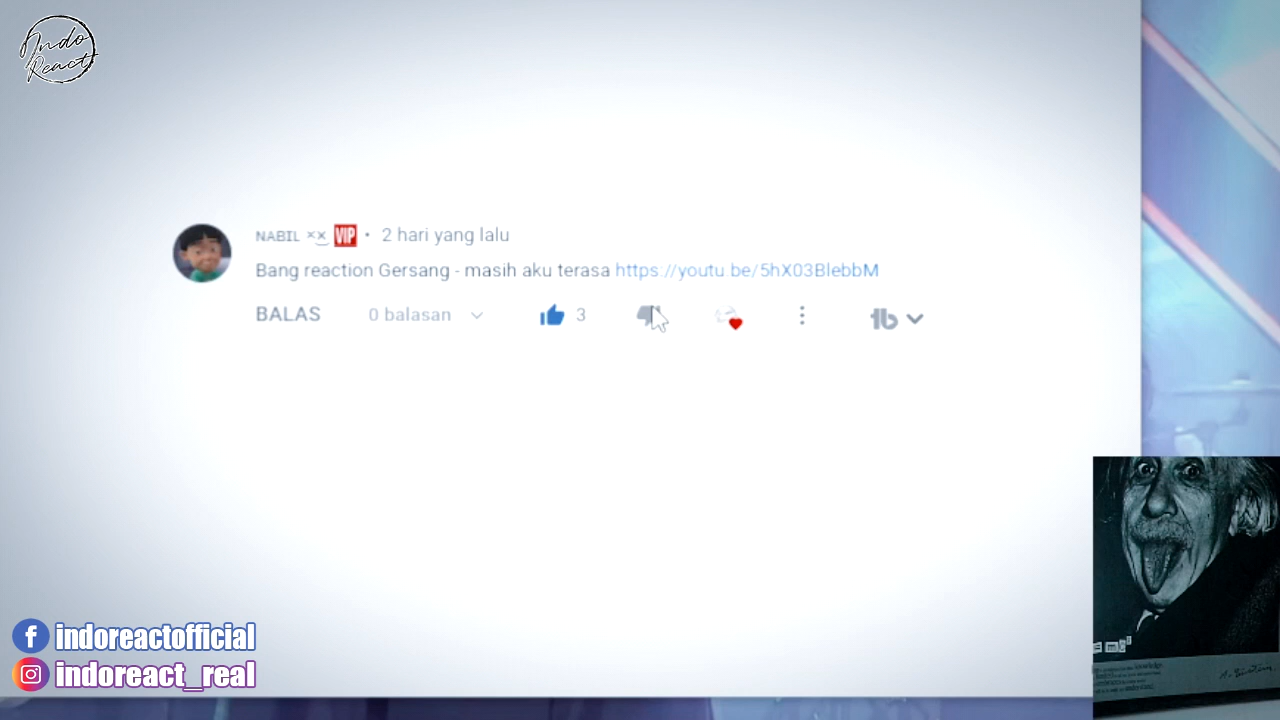 Indo
React
NABIL ×͜× VIP • 2 hari yang lalu
Bang reaction Gersang - masih aku terasa https://youtu.be/5hX03BlebbM
BALAS 0 balasan 3
indoreactofficial
indoreact_real